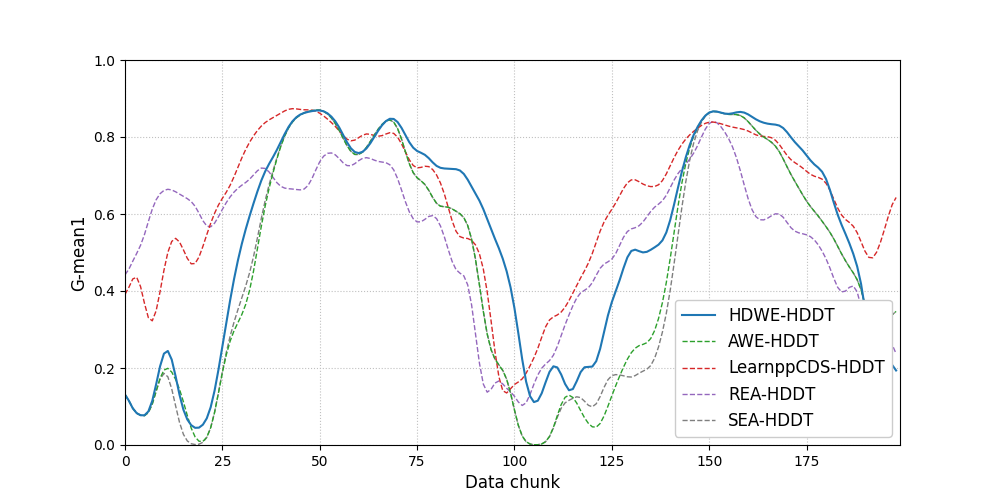 1.0
0.8
0.6
0.4
0.2
0.0
G-mean1
0 25 50 75 100 125 150 175
Data chunk
HDWE-HDDT
AWE-HDDT
LearnppCDS-HDDT
REA-HDDT
SEA-HDDT